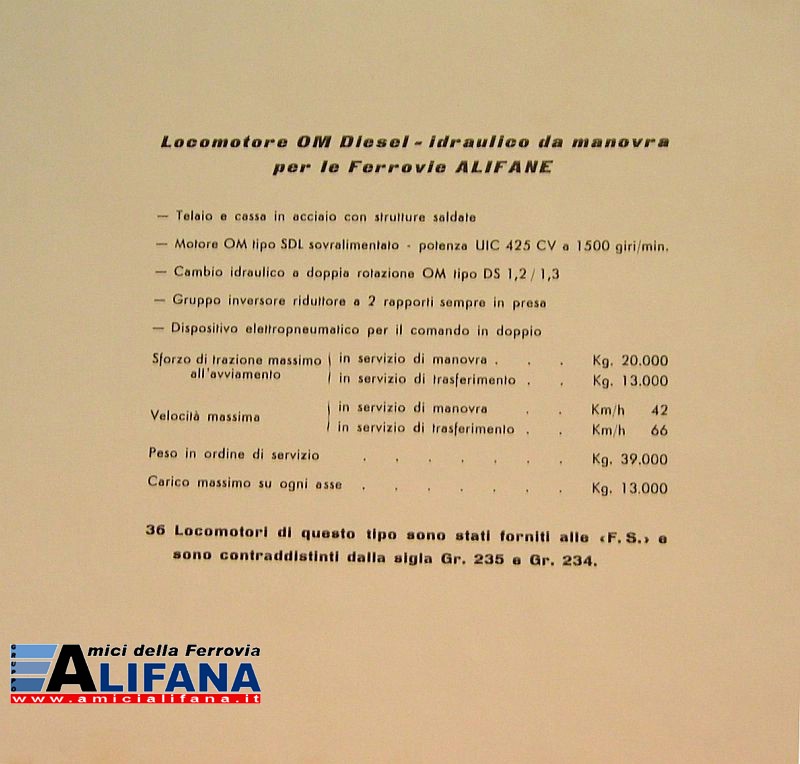 Locomotore OM Diesel - idraulico da manovra
per le Ferrovie ALIFANE
— Telaio e cassa in acciaio con strutture saldate
— Motore OM tipo SDL sovralimentato - potenza UIC 425 CV a 1500 giri/min.
— Cambio idraulico a doppia rotazione OM tipo DS 1,2 / 1,3
— Gruppo inversore riduttore a 2 rapporti sempre in presa
— Dispositivo elettropneumatico per il comando in doppio
Sforzo di trazione massimo all'avviamento
in servizio di manovra . . . Kg. 20.000
in servizio di trasferimento . . Kg. 13.000
Velocità massima
in servizio di manovra . . Km/h 42
in servizio di trasferimento . . Km/h 66
Peso in ordine di servizio . . . . . . . Kg. 39.000
Carico massimo su ogni asse . . . . . . . Kg. 13.000
36 Locomotori di questo tipo sono stati forniti alle «F.S.» e
sono contraddistinti dalla sigla Gr. 235 e Gr. 234.
GRUPPO
Amici della Ferrovia
ALIFANA
www.amicialifana.it